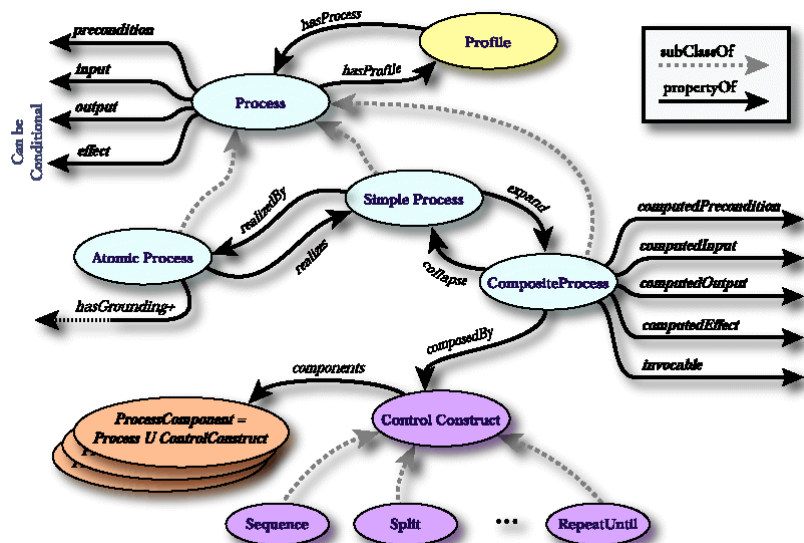 precondition
hasProcess
Profile
subClassOf
input
hasProfile
propertyOf
Process
output
effect
Can be
Conditional
Simple Process
expand
realizedBy
computedPrecondition
realizes
Atomic Process
collapse
computedInput
CompositeProcess
computedOutput
hasGrounding+
computedEffect
composedBy
invocable
components
ProcessComponent =
Process U ControlConstruct
Control Construct
Sequence
Split
...
RepeatUntil